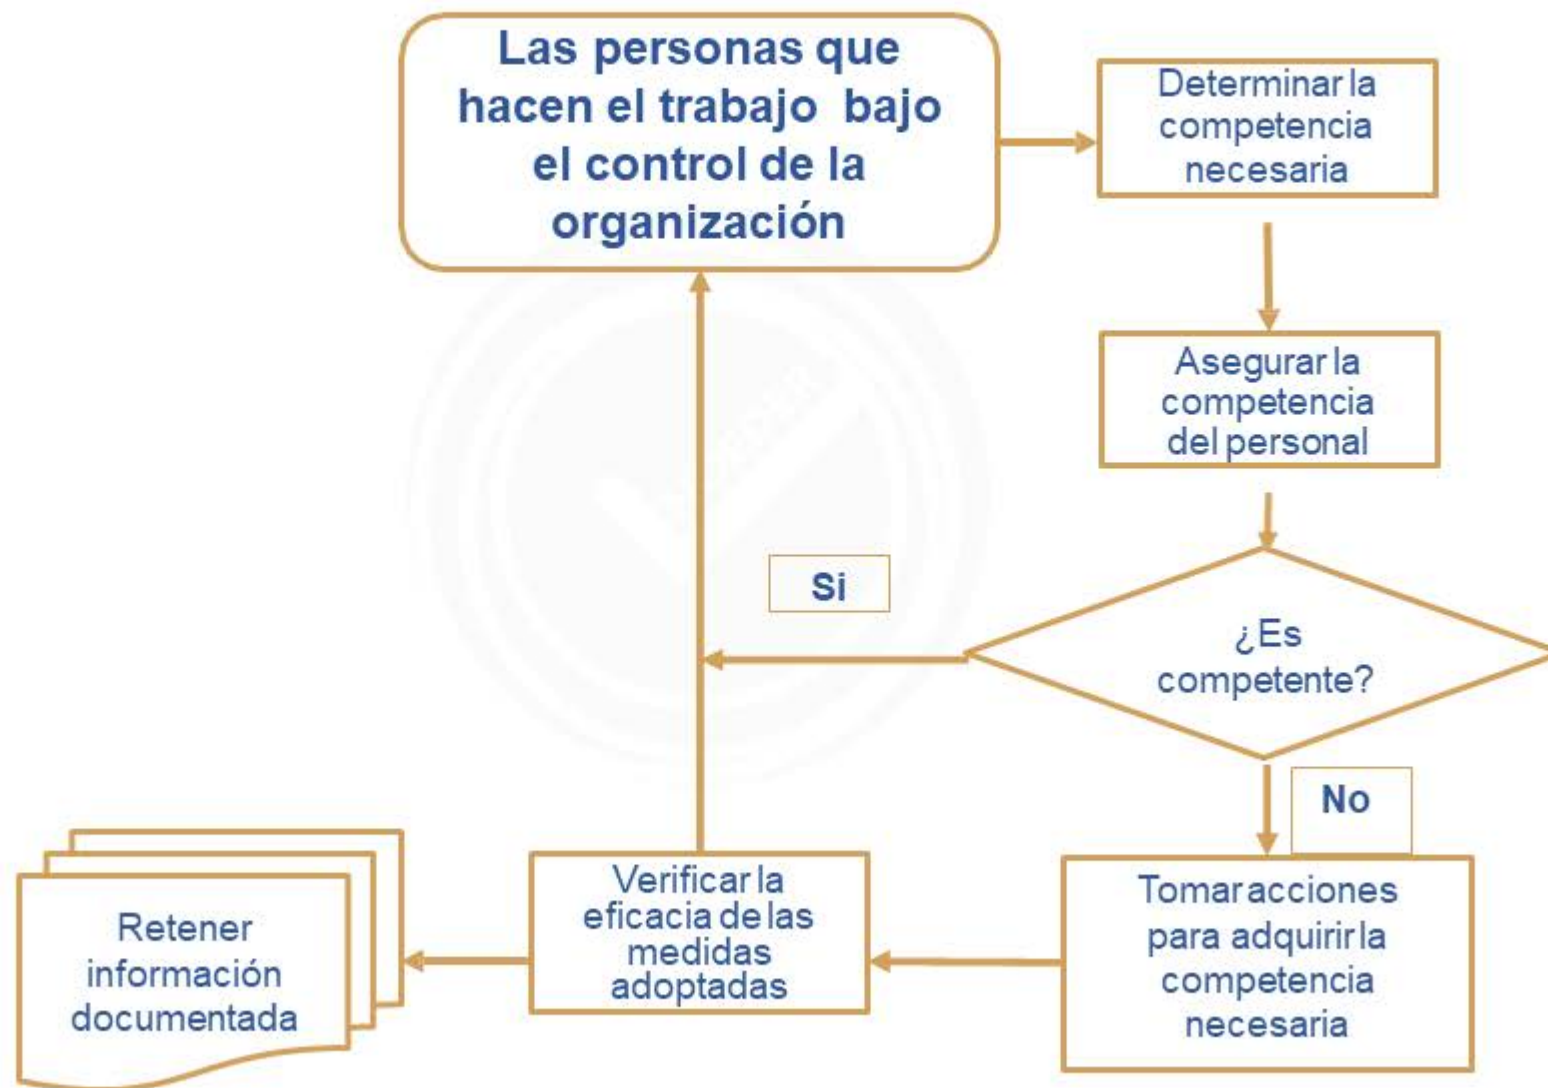 Las personas que
hacen el trabajo bajo
el control de la
organización
Determinar la
competencia
necesaria
Asegurar la
competencia
del personal
Si
¿Es
competente?
No
Retener
información
documentada
Verificar la
eficacia de las
medidas
adoptadas
Tomar acciones
para adquirir la
competencia
necesaria